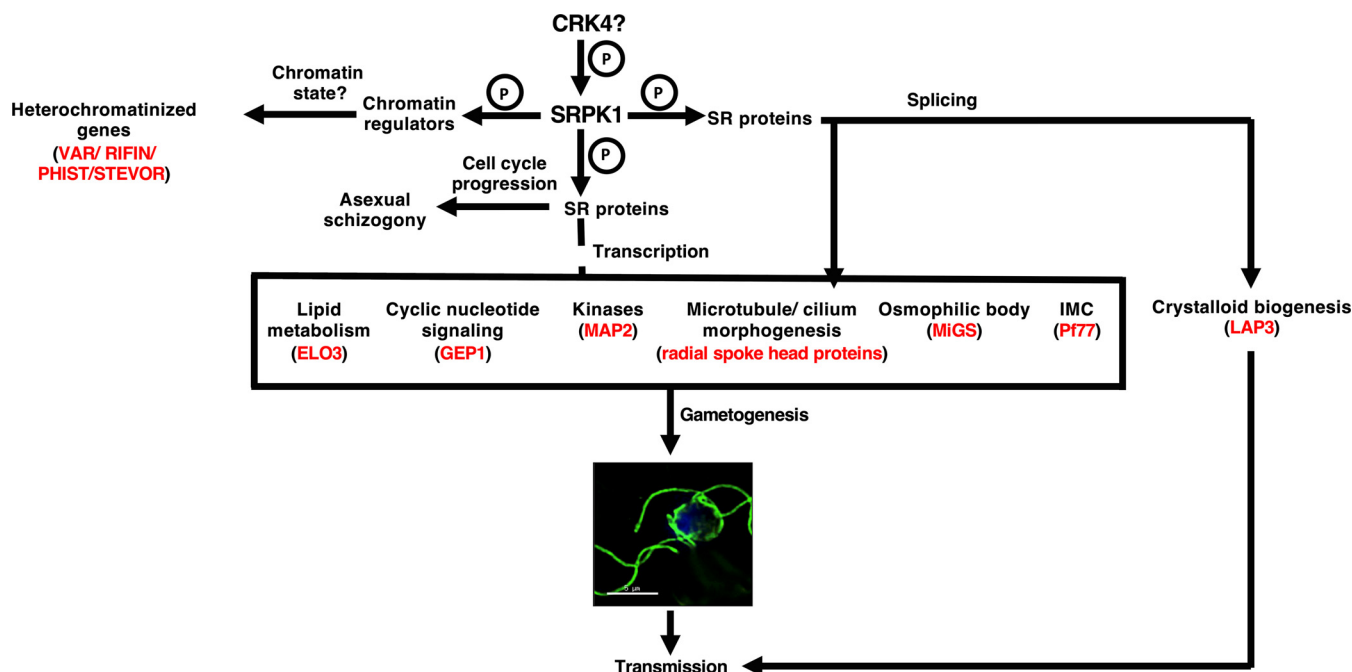 CRK4?
P
Chromatin
state?
P
P
Heterochromatinized
genes
(VAR/ RIFIN/
PHIST/STEVOR)
Chromatin
regulators
SRPK1
SR proteins
Splicing
P
Cell cycle
progression
Asexual
schizogony
SR proteins
Transcription
Lipid
metabolism
(ELO3)
Cyclic nucleotide
signaling
(GEP1)
Kinases
(MAP2)
Microtubule/ cilium
morphogenesis
(radial spoke head proteins)
Osmophilic body
(MiGS)
IMC
(Pf77)
Crystalloid biogenesis
(LAP3)
Gametogenesis
5 µm
Transmission